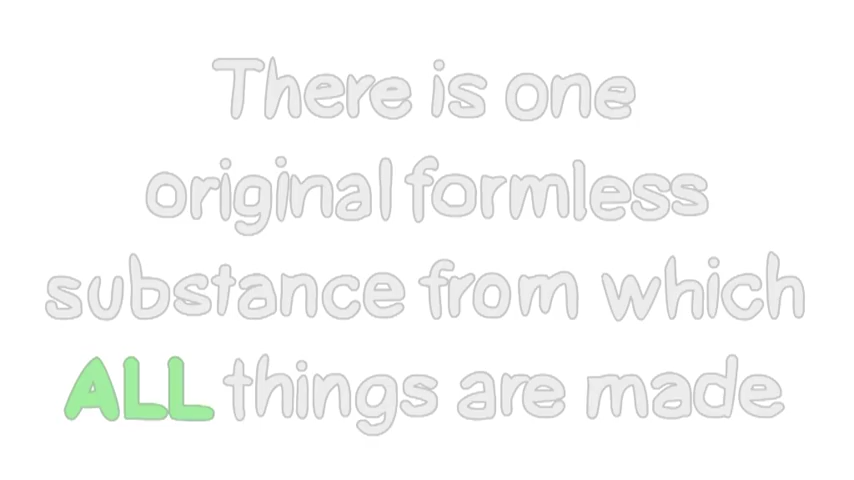 There is one
original formless
substance from which
ALL things are made